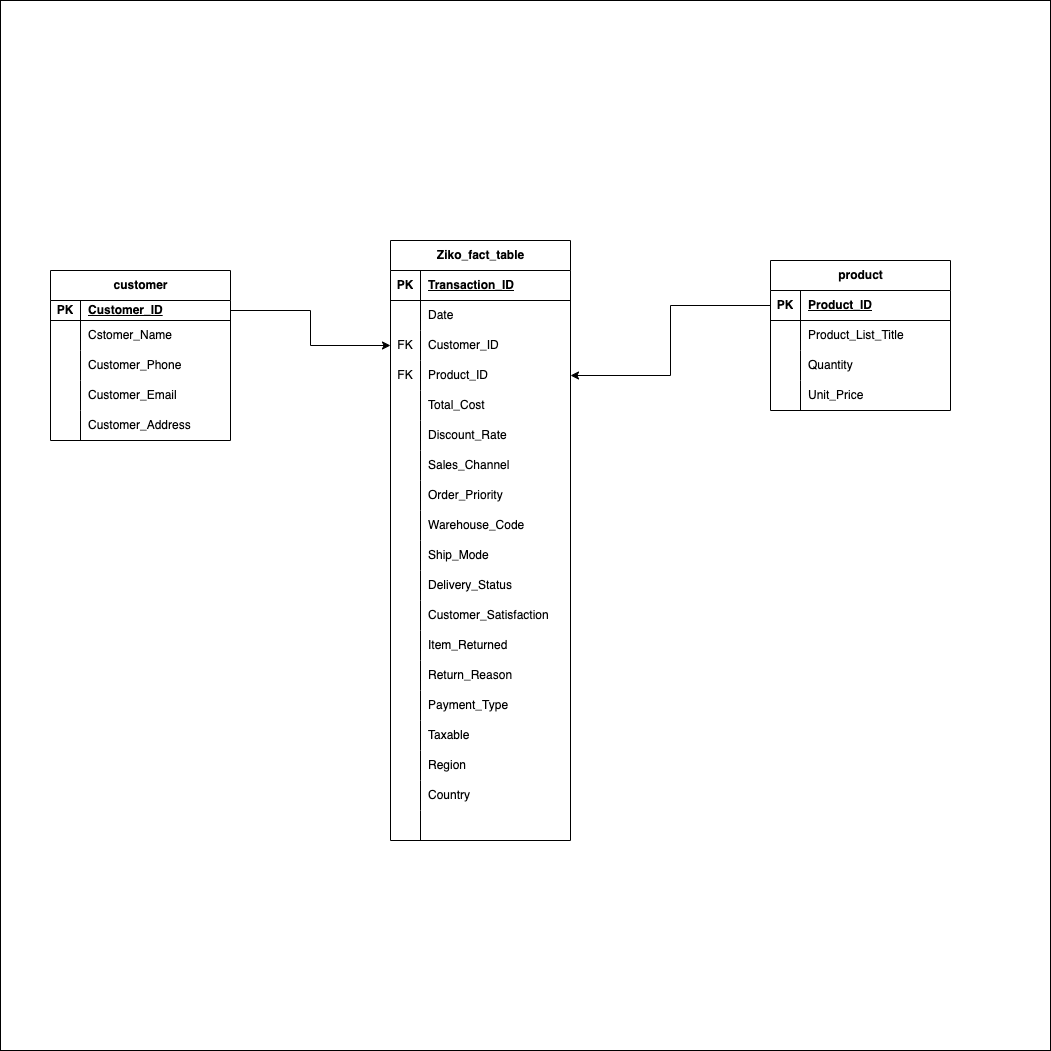 customer
PK Customer_ID
Cstomer_Name
Customer_Phone
Customer_Email
Customer_Address
Ziko_fact_table
PK Transaction_ID
Date
FK Customer_ID
FK Product_ID
Total_Cost
Discount_Rate
Sales_Channel
Order_Priority
Warehouse_Code
Ship_Mode
Delivery_Status
Customer_Satisfaction
Item_Returned
Return_Reason
Payment_Type
Taxable
Region
Country
product
PK Product_ID
Product_List_Title
Quantity
Unit_Price